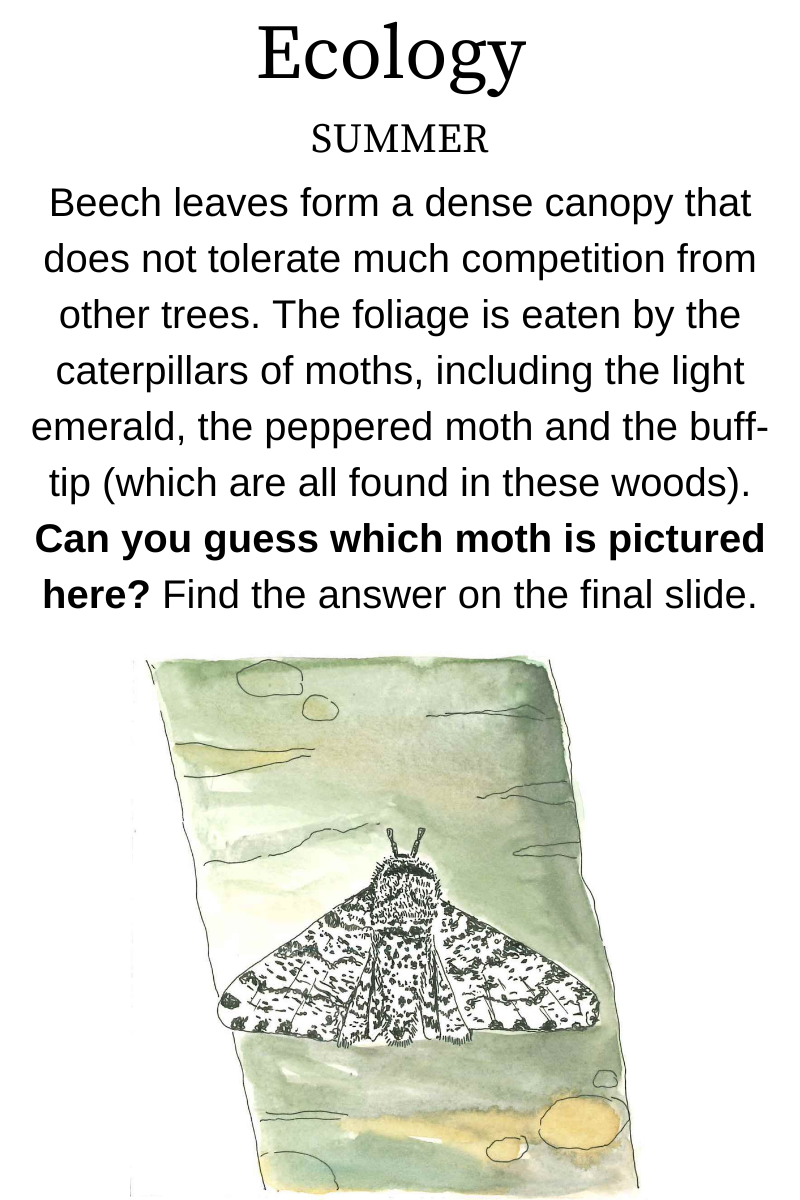 Ecology
SUMMER
Beech leaves form a dense canopy that
does not tolerate much competition from
other trees. The foliage is eaten by the
caterpillars of moths, including the light
emerald, the peppered moth and the buff-
tip (which are all found in these woods).
Can you guess which moth is pictured
here? Find the answer on the final slide.